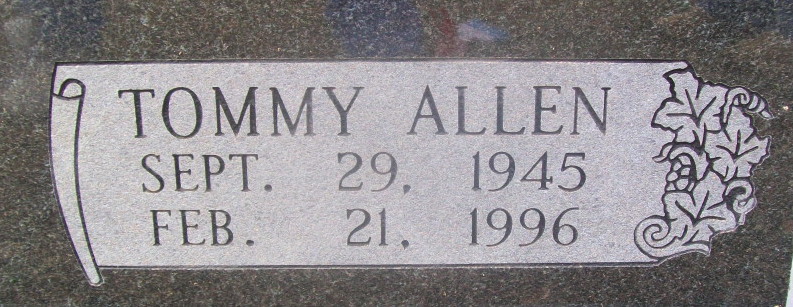 TOMMY ALLEN
SEPT. 29, 1945
FEB. 21, 1996